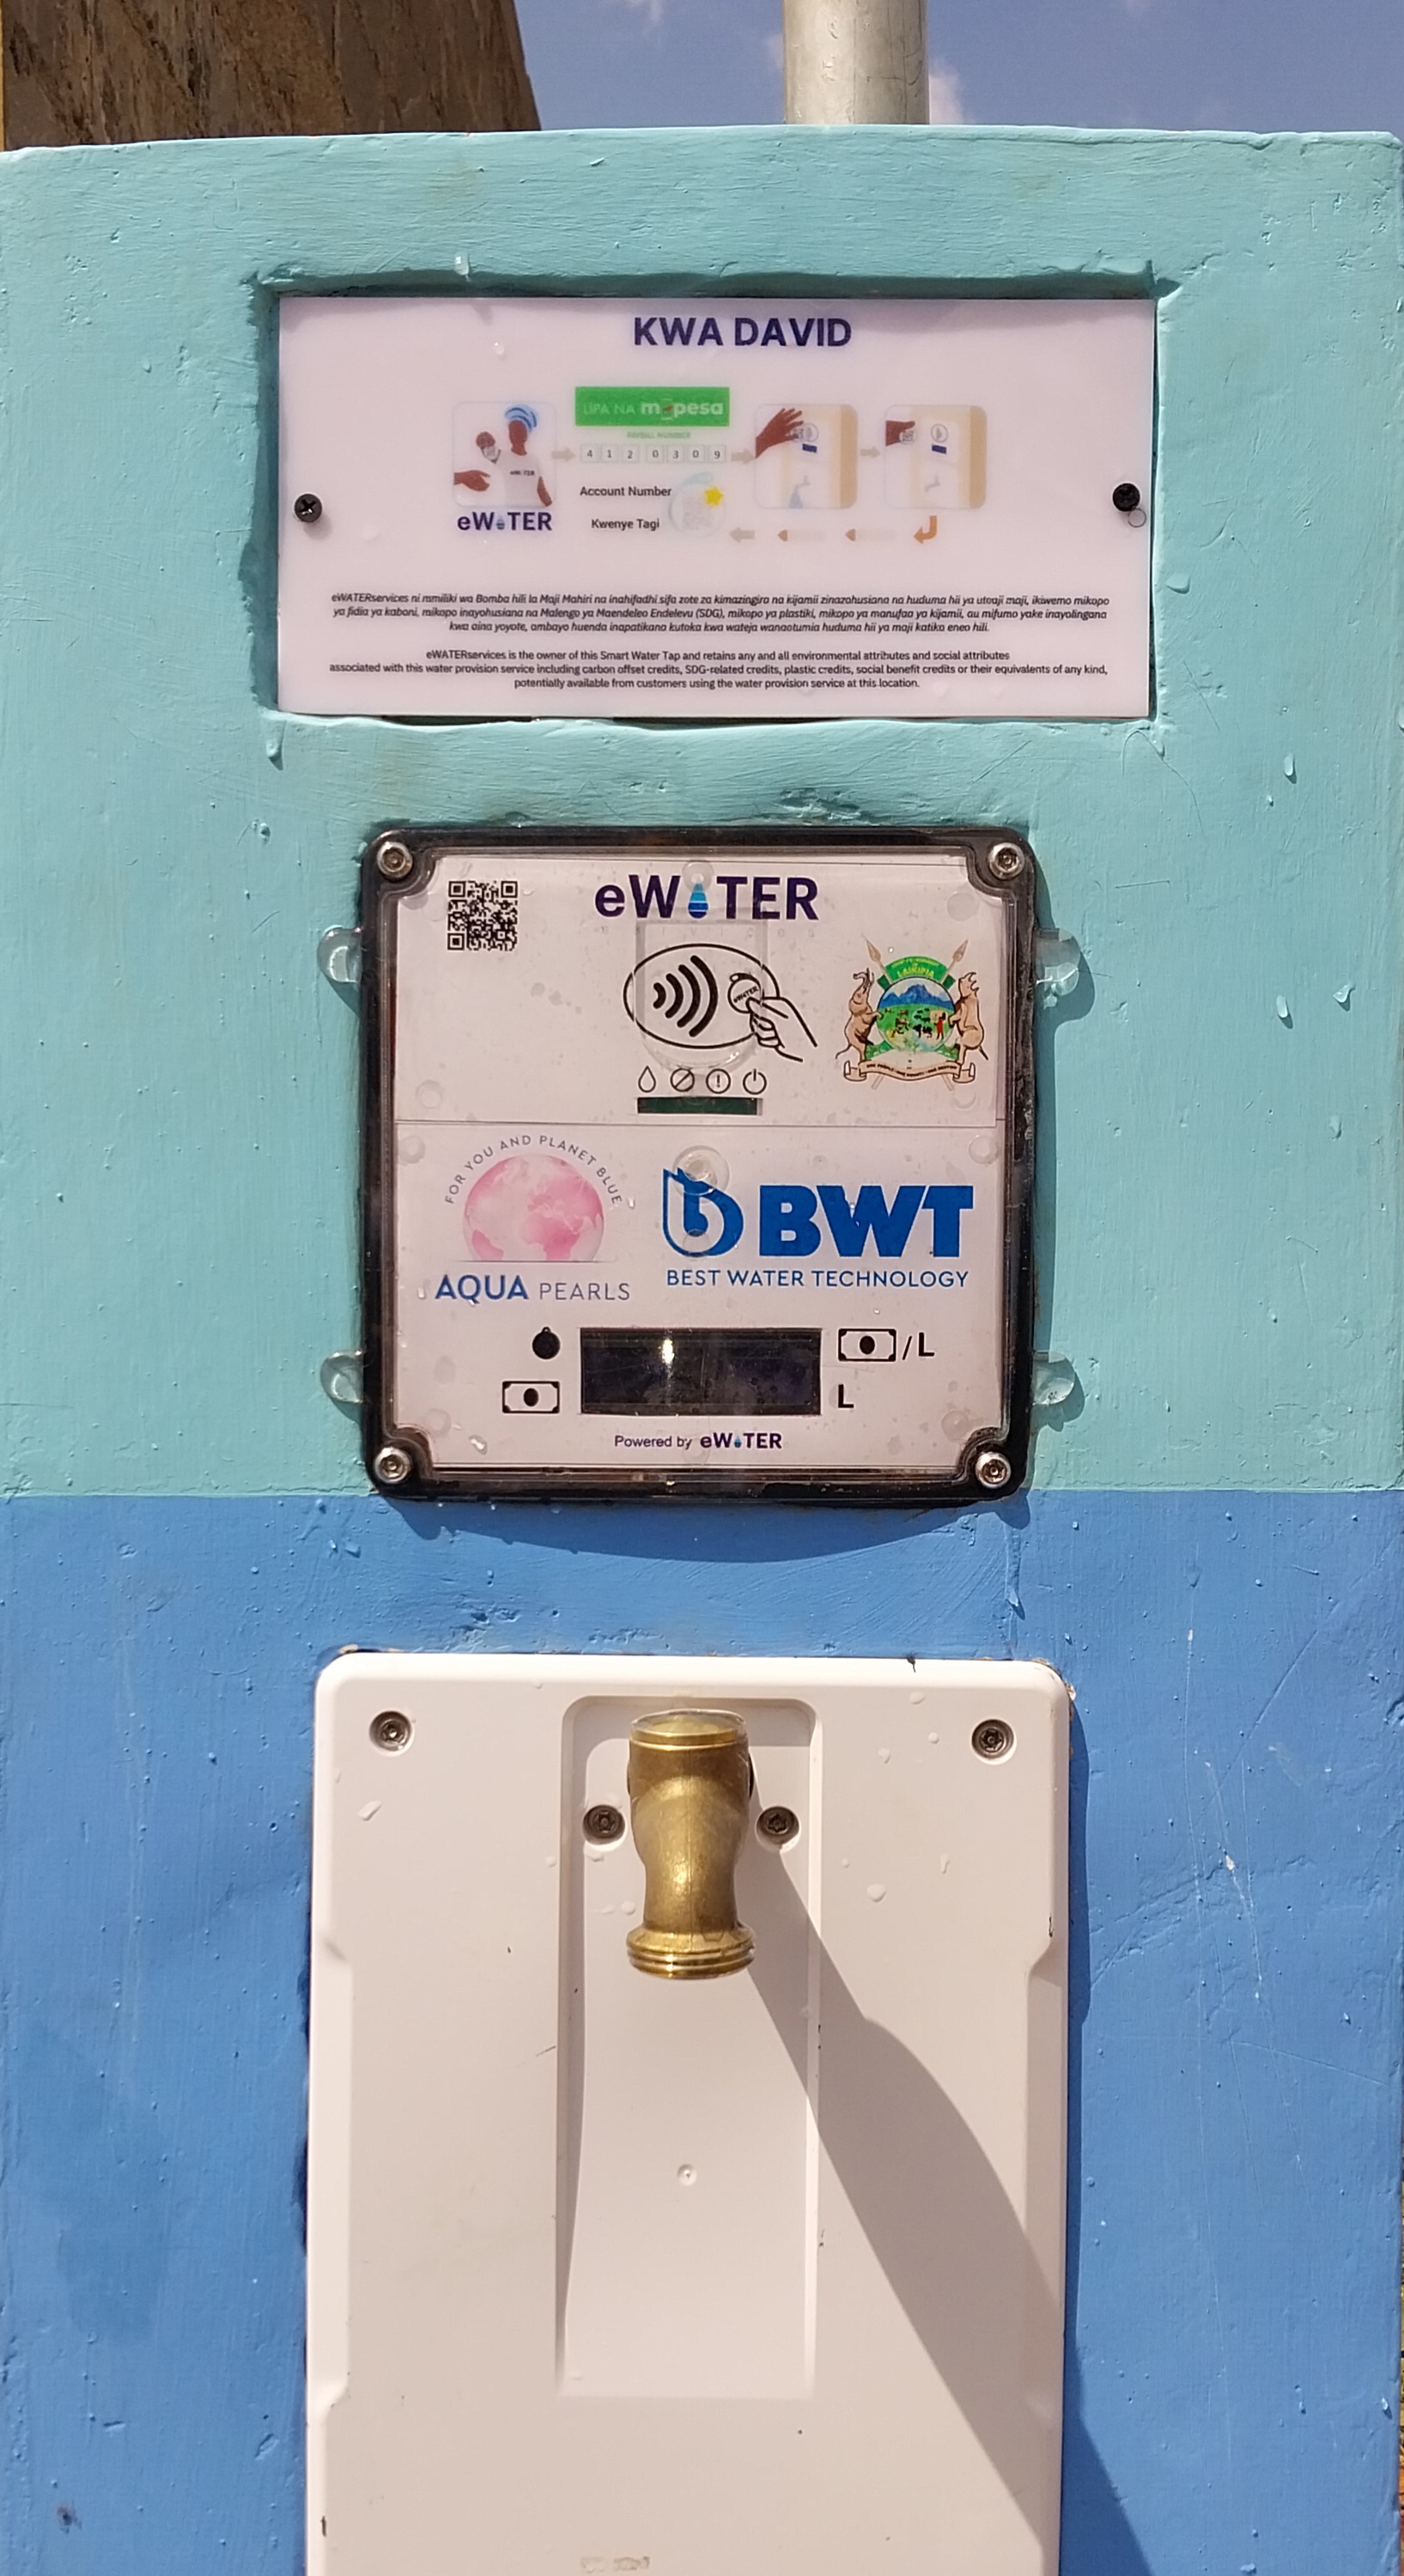 KWA DAVID
LIPA NA m-pesa
PAYBILL NUMBER
4 1 2 0 3 0 9
Account Number
Kwenye Tagi
eWATER
eWATER
eWATERservices ni mmiliki wa Bomba hili la Maji Mahiri na inahifadhi sifa zote za kimazingira na kijamii zinazohusiana na huduma hii ya utoaji maji, ikiwemo mikopo
ya fidia ya kaboni, mikopo inayohusiana na Malengo ya Maendeleo Endelevu (SDG), mikopo ya plastiki, mikopo ya manufaa ya kijamii, au mifumo yake inayolingana
kwa aina yoyote, ambayo huenda inapatikana kutoka kwa wateja wanaotumia huduma hii ya maji katika eneo hili.
eWATERservices is the owner of this Smart Water Tap and retains any and all environmental attributes and social attributes
associated with this water provision service including carbon offset credits, SDG-related credits, plastic credits, social benefit credits or their equivalents of any kind,
potentially available from customers using the water provision service at this location.
eWATER
services
eWATER
LAIKIPIA
FOR YOU AND PLANET BLUE
AQUA PEARLS
BWT
BEST WATER TECHNOLOGY
/L
L
Powered by eWATER